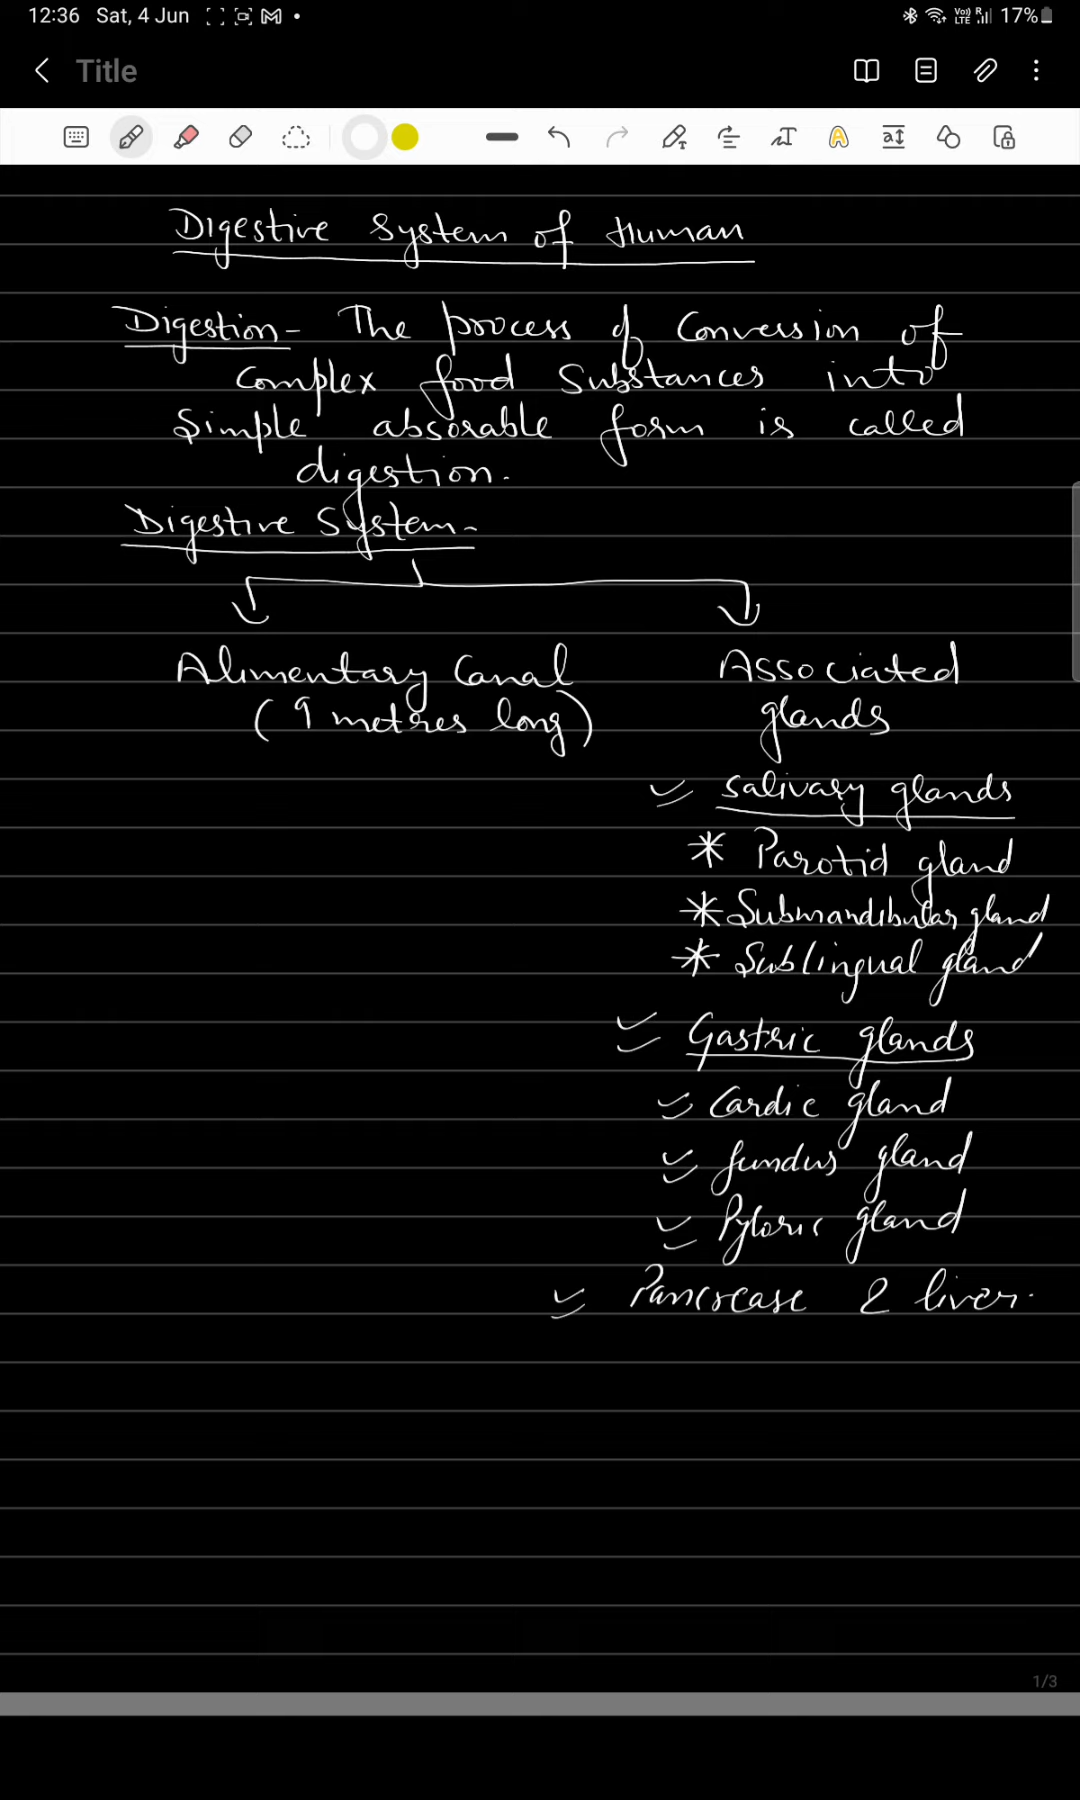 12:36 Sat, 4 Jun 17%
Title
Digestive System of Human
Digestion - The process of Conversion of
Complex food Substances into
Simple absorable form is called
digestion.
Digestive System -
Alimentary Canal
(9 metres long)
Associated
glands
Salivary glands
* Parotid gland
* Submandibular gland
* Sublingual gland
Gastric glands
Cardic gland
fundus gland
Pyloric gland
Pancrease & liver.
1/3